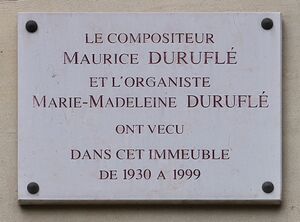 LE COMPOSITEUR
MAURICE DURUFLÉ
ET L'ORGANISTE
MARIE-MADELEINE DURUFLÉ
ONT VECU
DANS CET IMMEUBLE
DE 1930 A 1999